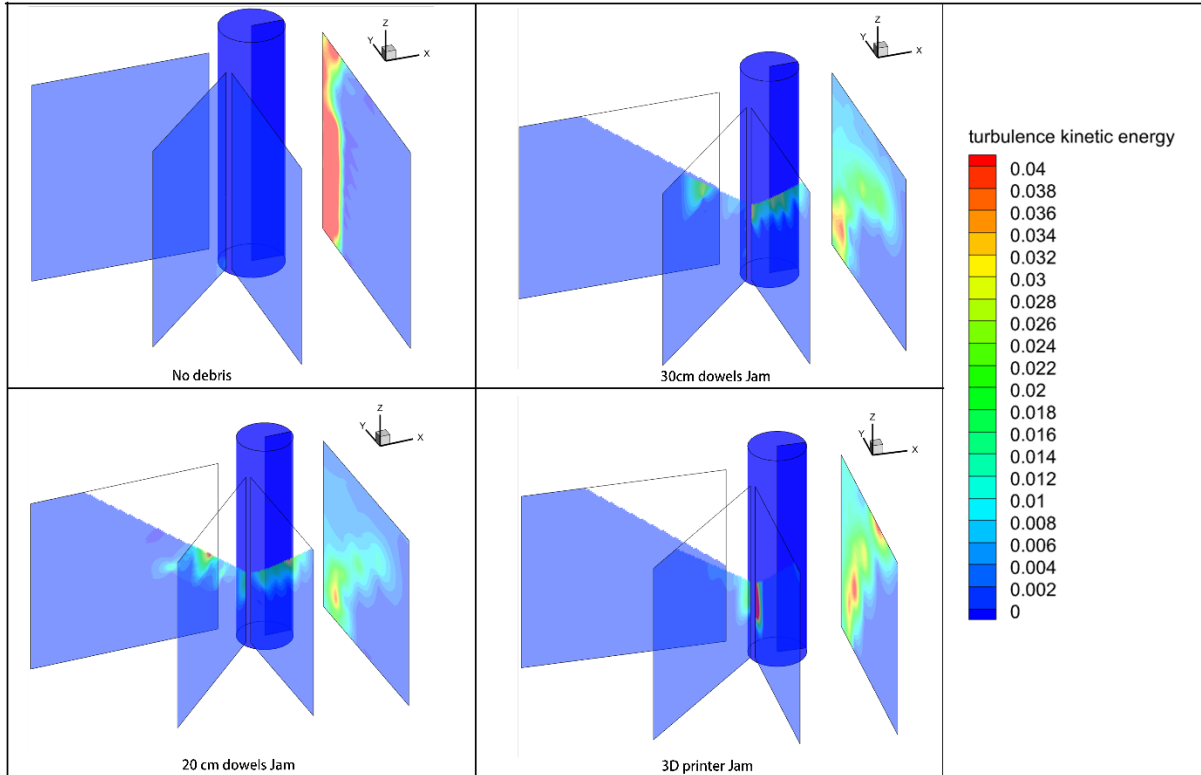 Z
Y
X
No debris
Z
Y
X
30cm dowels Jam
Z
Y
X
20 cm dowels Jam
Z
Y
X
3D printer Jam
turbulence kinetic energy
0.04
0.038
0.036
0.034
0.032
0.03
0.028
0.026
0.024
0.022
0.02
0.018
0.016
0.014
0.012
0.01
0.008
0.006
0.004
0.002
0